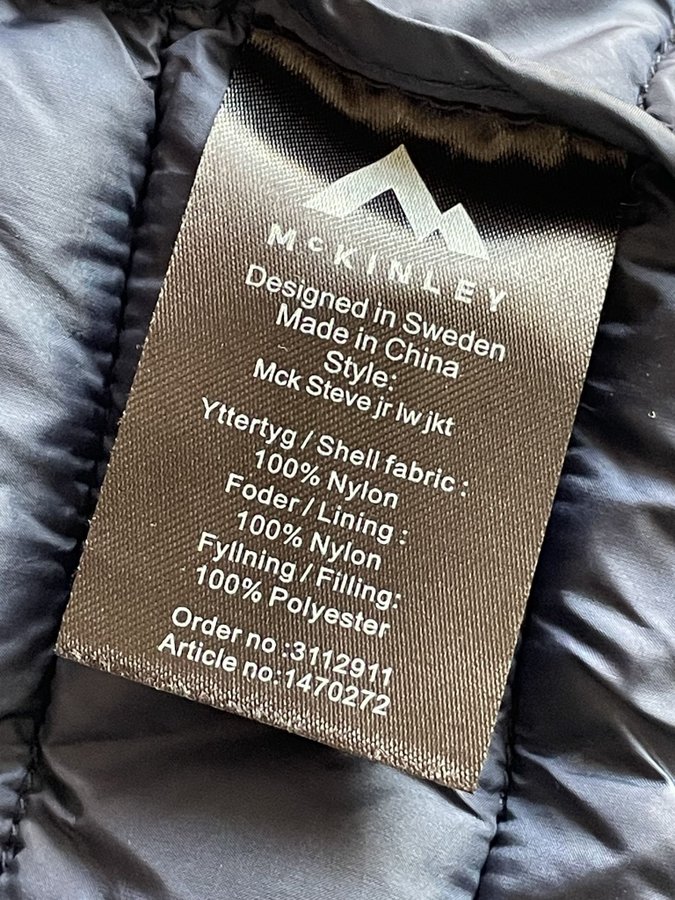 McKINLEY
Designed in Sweden
Made in China
Style:
Mck Steve jr lw jkt
Yttertyg / Shell fabric :
100% Nylon
Foder / Lining :
100% Nylon
Fyllning / Filling:
100% Polyester
Order no :3112911
Article no:1470272